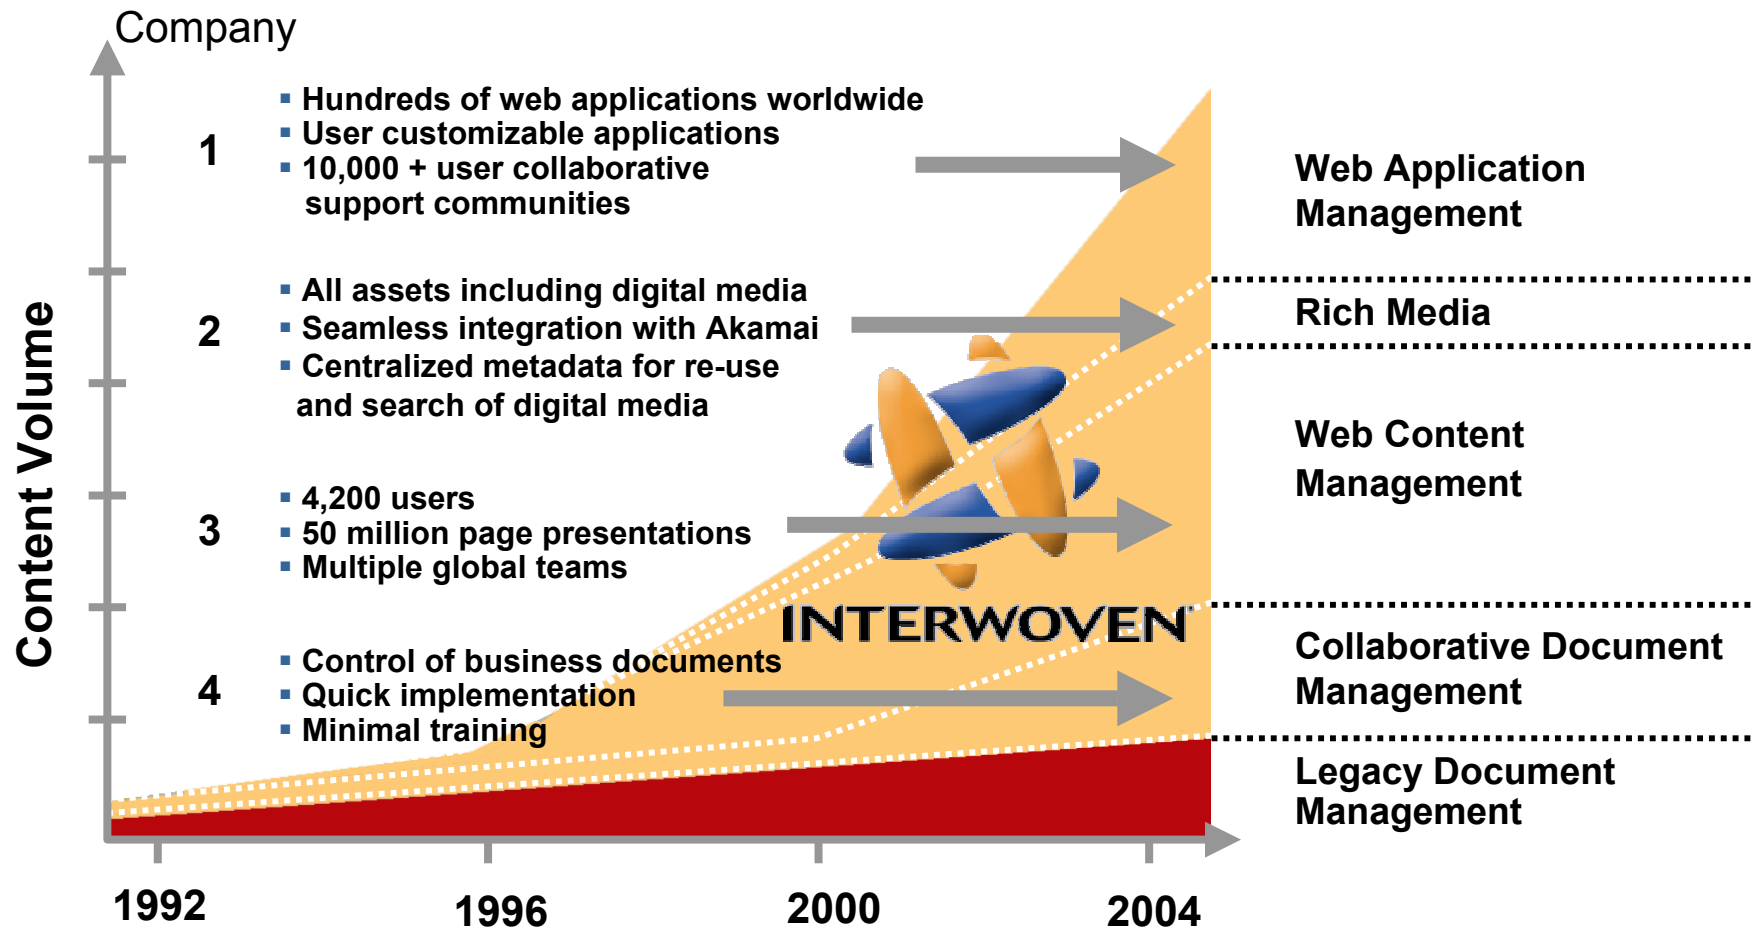 Company
Content Volume
1
▪ Hundreds of web applications worldwide
▪ User customizable applications
▪ 10,000 + user collaborative
support communities
Web Application
Management
2
▪ All assets including digital media
▪ Seamless integration with Akamai
▪ Centralized metadata for re-use
and search of digital media
Rich Media
3
▪ 4,200 users
▪ 50 million page presentations
▪ Multiple global teams
Web Content
Management
INTERWOVEN
4
▪ Control of business documents
▪ Quick implementation
▪ Minimal training
Collaborative Document
Management
Legacy Document
Management
1992
1996
2000
2004